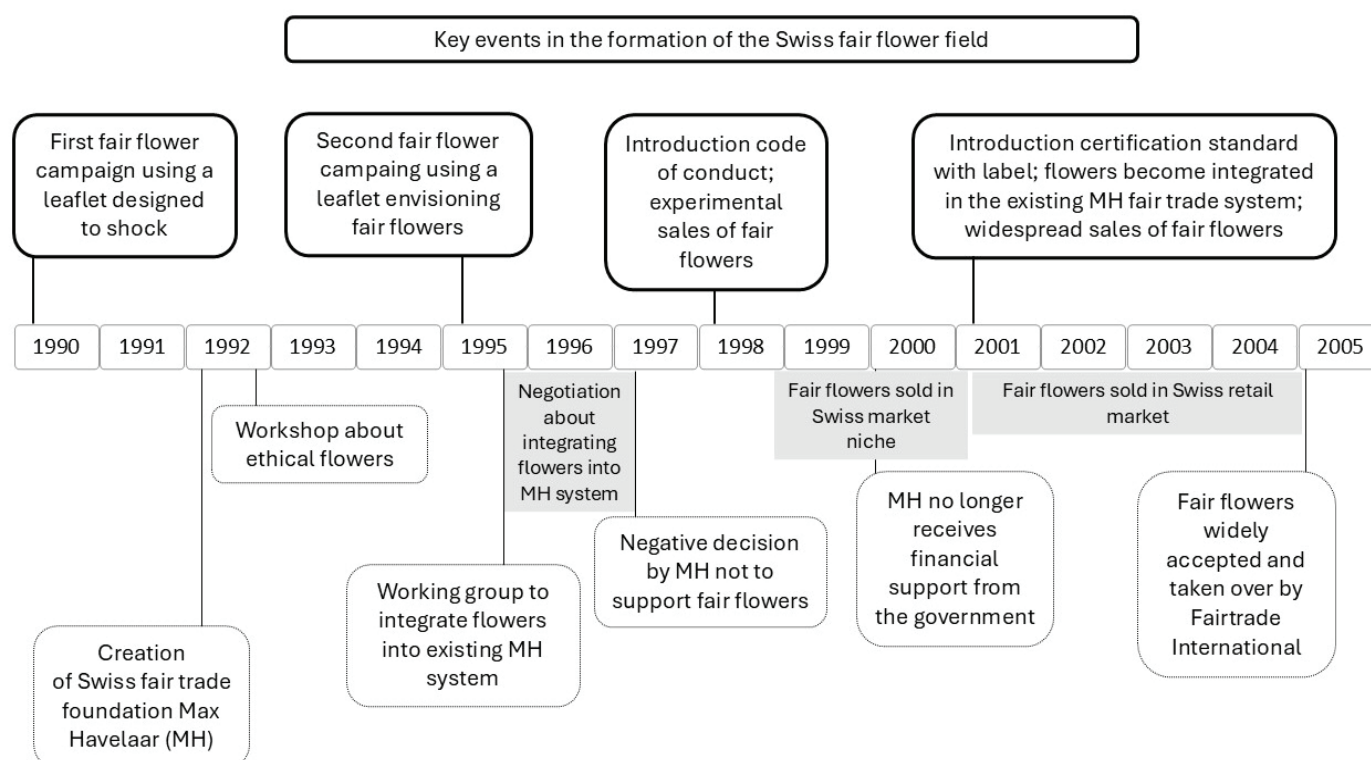 Key events in the formation of the Swiss fair flower field
First fair flower
campaign using a
leaflet designed
to shock
Second fair flower
campaing using a
leaflet envisioning
fair flowers
Introduction code
of conduct;
experimental
sales of fair
flowers
Introduction certification standard
with label; flowers become integrated
in the existing MH fair trade system;
widespread sales of fair flowers
1990 1991 1992 1993 1994 1995 1996 1997 1998 1999 2000 2001 2002 2003 2004 2005
Workshop about
ethical flowers
Negotiation
about
integrating
flowers into
MH system
Fair flowers sold in
Swiss market
niche
Fair flowers sold in Swiss retail
market
Creation
of Swiss fair trade
foundation Max
Havelaar (MH)
Working group to
integrate flowers
into existing MH
system
Negative decision
by MH not to
support fair flowers
MH no longer
receives
financial
support from
the government
Fair flowers
widely
accepted and
taken over by
Fairtrade
International